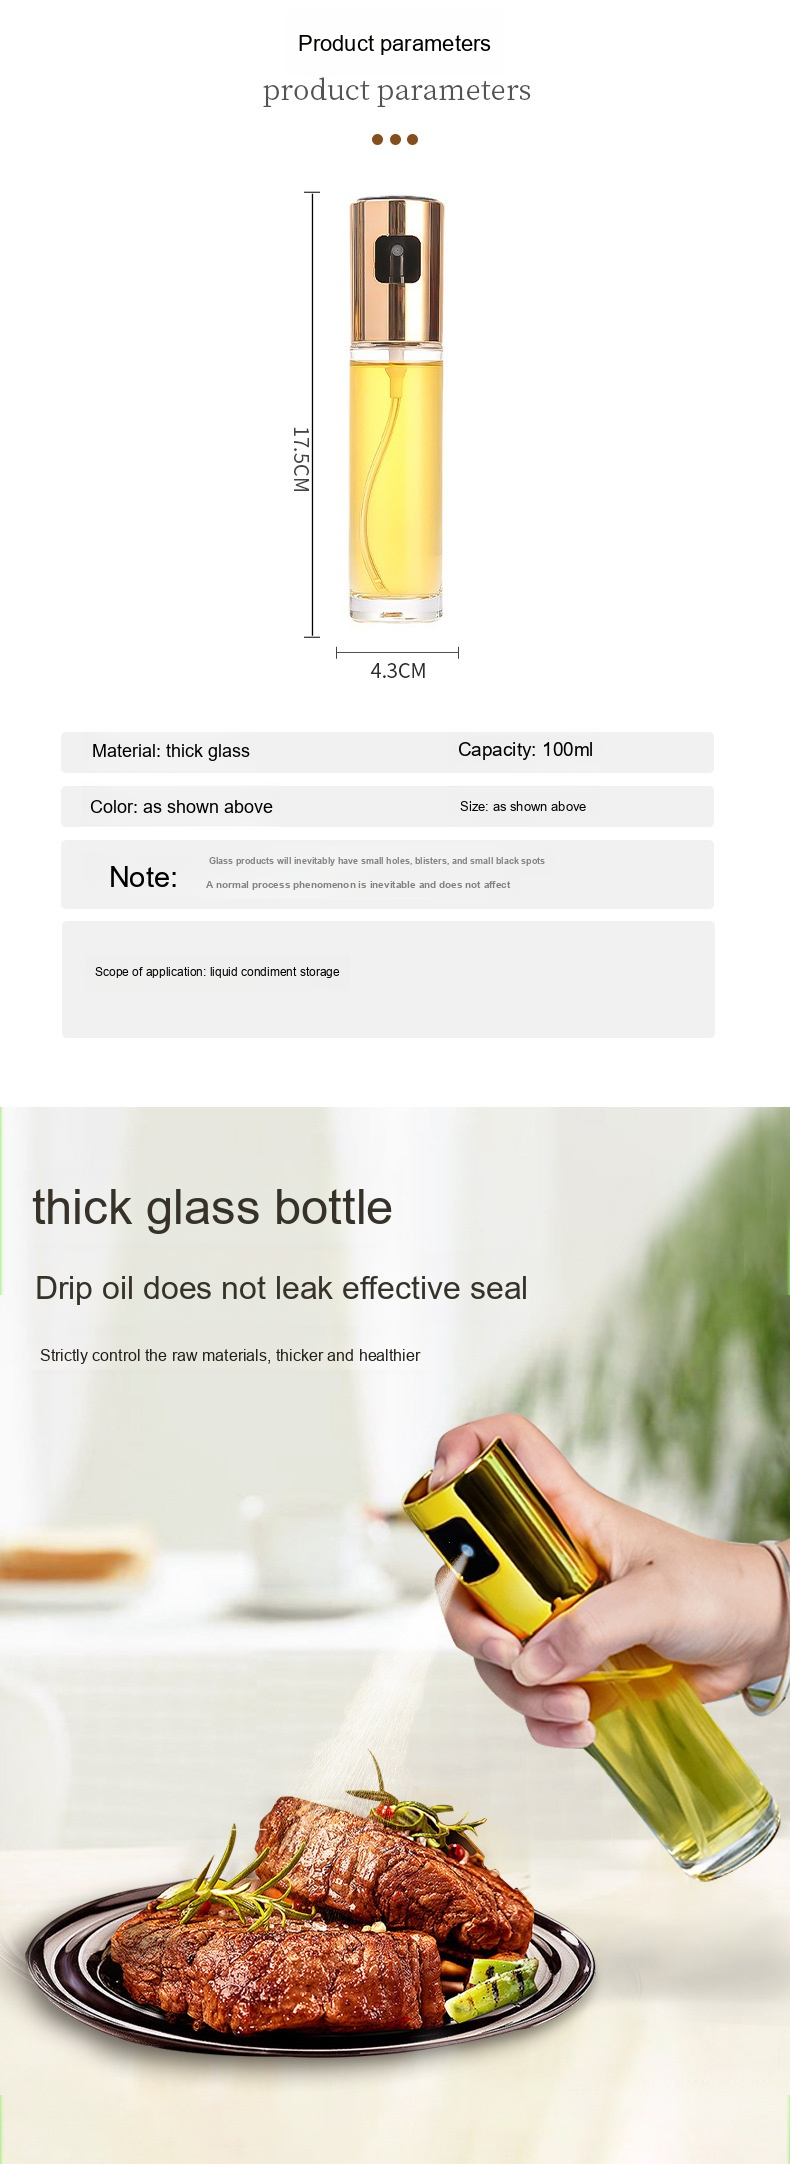 Product parameters
product parameters
17.5CM
4.3CM
Material: thick glass
Capacity: 100ml
Color: as shown above
Size: as shown above
Note:
Glass products will inevitably have small holes, blisters, and small black spots
A normal process phenomenon is inevitable and does not affect
Scope of application: liquid condiment storage
thick glass bottle
Drip oil does not leak effective seal
Strictly control the raw materials, thicker and healthier